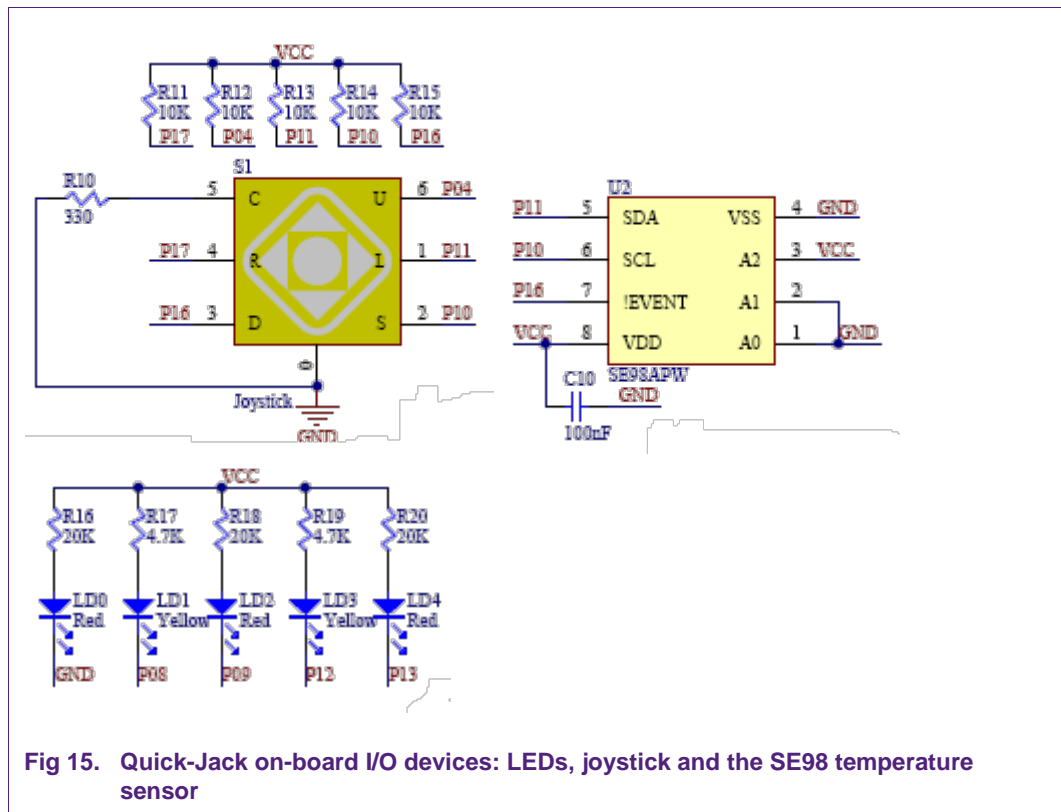 VCC
R11 R12 R13 R14 R15
10K 10K 10K 10K 10K
P17 P04 P11 P10 P16
S1
R10
330
5 C U 6 P04
P17 4 R L 1 P11
P16 3 D S 2 P10
0
Joystick
GND
U2
P11 5 SDA VSS 4 GND
P10 6 SCL A2 3 VCC
P16 7 !EVENT A1 2
VCC 8 VDD A0 1 GND
SE98APW
C10
GND
100nF
VCC
R16 R17 R18 R19 R20
20K 4.7K 20K 4.7K 20K
LD0 LD1 LD2 LD3 LD4
Red Yellow Red Yellow Red
GND P08 P09 P12 P13
Fig 15. Quick-Jack on-board I/O devices: LEDs, joystick and the SE98 temperature
sensor